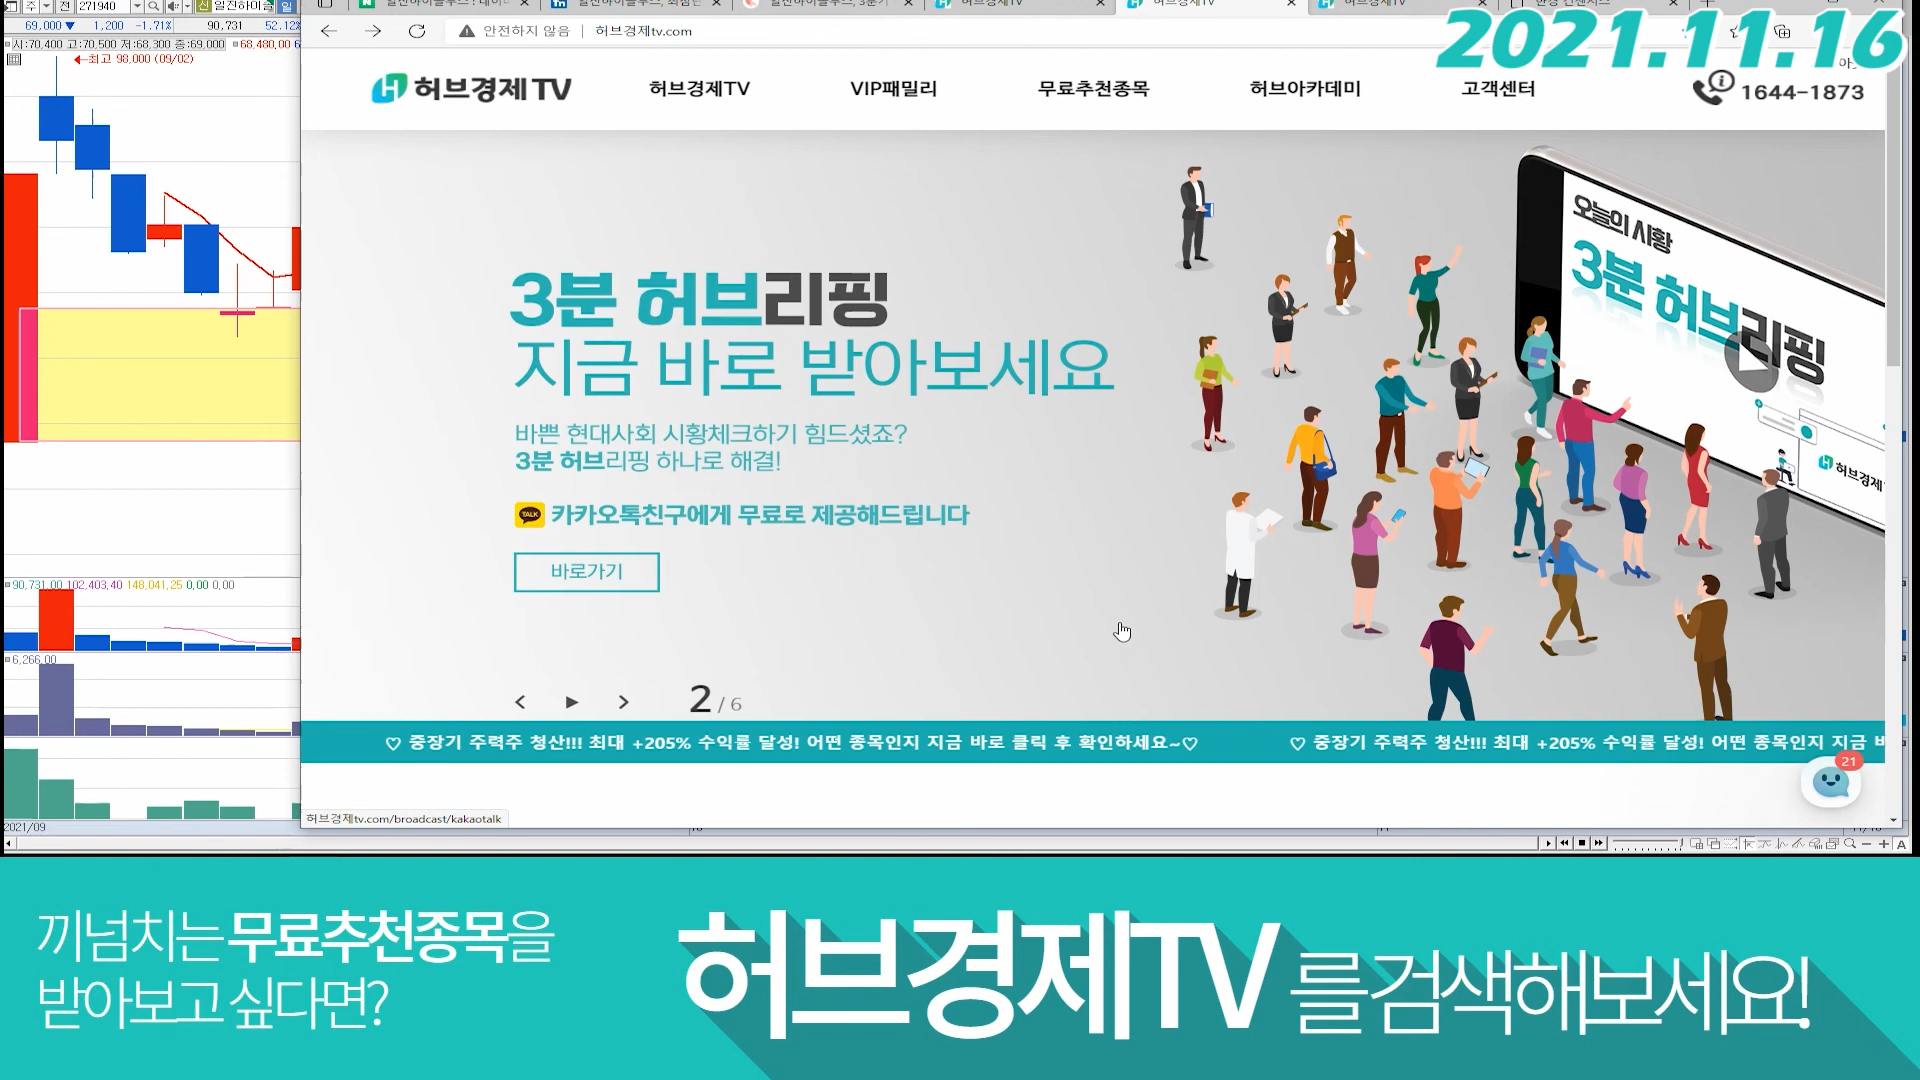 주 전 271940 신 일진하이솔 일
69,000 ▼ 1,200 -1.71% 90,731 52.12%
시:70,400 고:70,500 저:68,300 종:69,000 68,480,00 6
최고 98,000 (09/02)
안전하지 않음 허브경제tv.com
2021.11.16
허브경제TV
허브경제TV VIP패밀리 무료추천종목 허브아카데미 고객센터
1644-1873
오늘의 시황
3분 허브리핑
허브경제
3분 허브리핑
지금 바로 받아보세요
바쁜 현대사회 시황체크하기 힘드셨죠?
3분 허브리핑 하나로 해결!
TALK 카카오톡친구에게 무료로 제공해드립니다
바로가기
2 / 6
♡ 중장기 주력주 청산!!! 최대 +205% 수익률 달성! 어떤 종목인지 지금 바로 클릭 후 확인하세요~♡ ♡ 중장기 주력주 청산!!! 최대 +205% 수익률 달성! 어떤 종목인지 지금 바
21
90,731,00 102,403,40 148,041,25 0,00 0,00
6,266,00
허브경제tv.com/broadcast/kakaotalk
2021/09
끼넘치는 무료추천종목을
받아보고 싶다면?
허브경제TV를 검색해보세요!